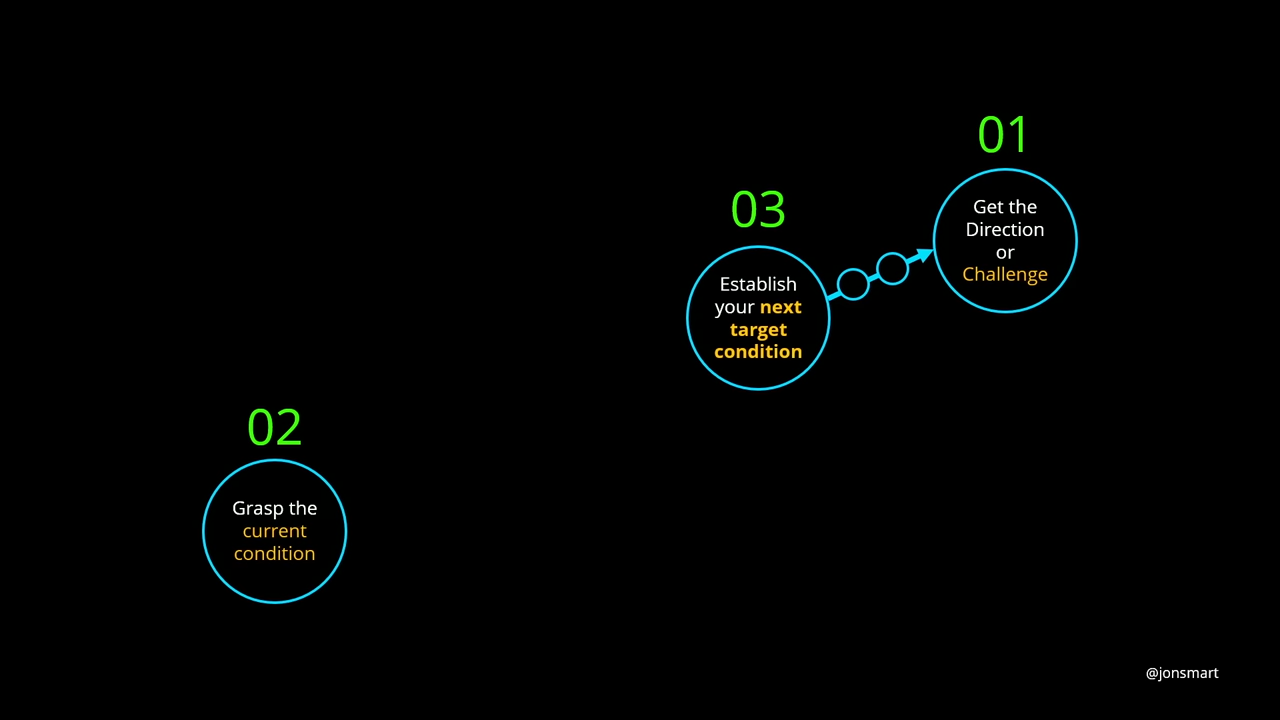 01
Get the
Direction
or
Challenge
03
Establish
your next
target
condition
02
Grasp the
current
condition
@jonsmart